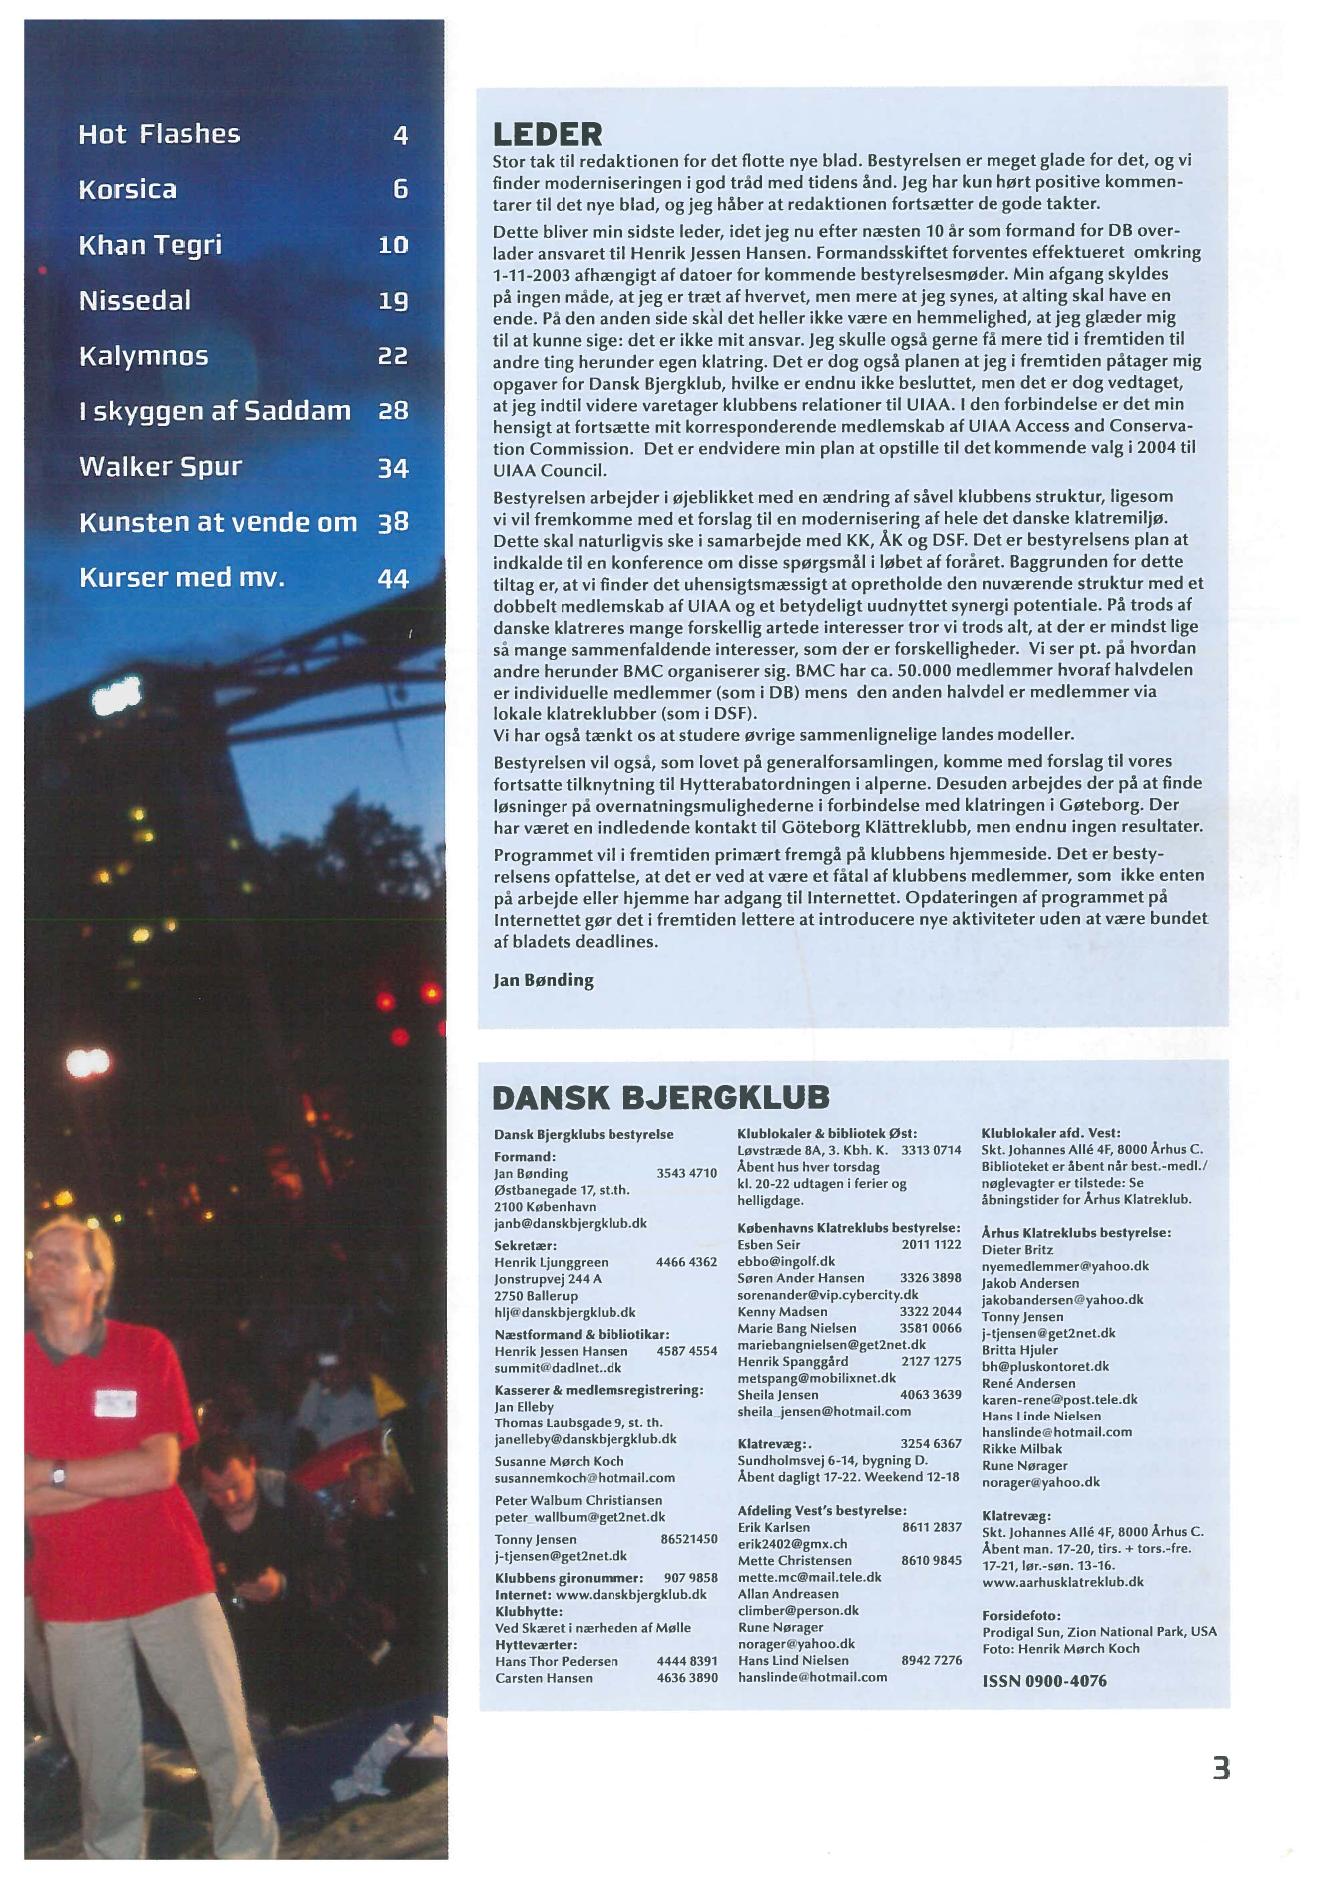 Hot Flashes 4
Korsica 6
Khan Tegri 10
Nissedal 19
Kalymnos 22
I skyggen af Saddam 28
Walker Spur 34
Kunsten at vende om 38
Kurser med mv. 44
LEDER
Stor tak til redaktionen for det flotte nye blad. Bestyrelsen er meget glade for det, og vi
finder moderniseringen i god tråd med tidens ånd. Jeg har kun hørt positive kommen-
tarer til det nye blad, og jeg håber at redaktionen fortsætter de gode takter.
Dette bliver min sidste leder, idet jeg nu efter næsten 10 år som formand for DB over-
lader ansvaret til Henrik Jessen Hansen. Formandsskiftet forventes effektueret omkring
1-11-2003 afhængigt af datoer for kommende bestyrelsesmøder. Min afgang skyldes
på ingen måde, at jeg er træt af hvervet, men mere at jeg synes, at alting skal have en
ende. På den anden side skal det heller ikke være en hemmelighed, at jeg glæder mig
til at kunne sige: det er ikke mit ansvar. Jeg skulle også gerne få mere tid i fremtiden til
andre ting herunder egen klatring. Det er dog også planen at jeg i fremtiden påtager mig
opgaver for Dansk Bjergklub, hvilke er endnu ikke besluttet, men det er dog vedtaget,
at jeg indtil videre varetager klubbens relationer til UIAA. I den forbindelse er det min
hensigt at fortsætte mit korresponderende medlemskab af UIAA Access and Conserva-
tion Commission. Det er endvidere min plan at opstille til det kommende valg i 2004 til
UIAA Council.
Bestyrelsen arbejder i øjeblikket med en ændring af såvel klubbens struktur, ligesom
vi vil fremkomme med et forslag til en modernisering af hele det danske klatremiljø.
Dette skal naturligvis ske i samarbejde med KK, ÅK og DSF. Det er bestyrelsens plan at
indkalde til en konference om disse spørgsmål i løbet af foråret. Baggrunden for dette
tiltag er, at vi finder det uhensigtsmæssigt at opretholde den nuværende struktur med et
dobbelt medlemskab af UIAA og et betydeligt uudnyttet synergi potentiale. På trods af
danske klatreres mange forskellig artede interesser tror vi trods alt, at der er mindst lige
så mange sammenfaldende interesser, som der er forskelligheder. Vi ser pt. på hvordan
andre herunder BMC organiserer sig. BMC har ca. 50.000 medlemmer hvoraf halvdelen
er individuelle medlemmer (som i DB) mens den anden halvdel er medlemmer via
lokale klatreklubber (som i DSF).
Vi har også tænkt os at studere øvrige sammenlignelige landes modeller.
Bestyrelsen vil også, som lovet på generalforsamlingen, komme med forslag til vores
fortsatte tilknytning til Hytterabatordningen i alperne. Desuden arbejdes der på at finde
løsninger på overnatningsmulighederne i forbindelse med klatringen i Gøteborg. Der
har været en indledende kontakt til Göteborg Klättreklubb, men endnu ingen resultater.
Programmet vil i fremtiden primært fremgå på klubbens hjemmeside. Det er besty-
relsens opfattelse, at det er ved at være et fåtal af klubbens medlemmer, som ikke enten
på arbejde eller hjemme har adgang til Internettet. Opdateringen af programmet på
Internettet gør det i fremtiden lettere at introducere nye aktiviteter uden at være bundet
af bladets deadlines.
Jan Bønding
DANSK BJERGKLUB
Dansk Bjergklubs bestyrelse
Formand:
Jan Bønding 3543 4710
Østbanegade 17, st.th.
2100 København
janb@danskbjergklub.dk
Sekretær:
Henrik Ljunggreen 4466 4362
Jonstrupvej 244 A
2750 Ballerup
hlj@danskbjergklub.dk
Næstformand & bibliotikar:
Henrik Jessen Hansen 4587 4554
summit@dadlnet..dk
Kasserer & medlemsregistrering:
Jan Elleby
Thomas Laubsgade 9, st. th.
janelleby@danskbjergklub.dk
Susanne Mørch Koch
susannemkoch@hotmail.com
Peter Walbum Christiansen
peter_wallbum@get2net.dk
Tonny Jensen 86521450
j-tjensen@get2net.dk
Klubbens gironummer: 907 9858
Internet: www.danskbjergklub.dk
Klubhytte:
Ved Skæret i nærheden af Mølle
Hytteværter:
Hans Thor Pedersen 4444 8391
Carsten Hansen 4636 3890
Klublokaler & bibliotek Øst:
Løvstræde 8A, 3. Kbh. K. 3313 0714
Åbent hus hver torsdag
kl. 20-22 udtagen i ferier og
helligdage.
Københavns Klatreklubs bestyrelse:
Esben Seir 2011 1122
ebbo@ingolf.dk
Søren Ander Hansen 3326 3898
sorenander@vip.cybercity.dk
Kenny Madsen 3322 2044
Marie Bang Nielsen 3581 0066
mariebangnielsen@get2net.dk
Henrik Spanggård 2127 1275
metspang@mobilixnet.dk
Sheila Jensen 4063 3639
sheila_jensen@hotmail.com
Klatrevæg:. 3254 6367
Sundholmsvej 6-14, bygning D.
Åbent dagligt 17-22. Weekend 12-18
Afdeling Vest's bestyrelse:
Erik Karlsen 8611 2837
erik2402@gmx.ch
Mette Christensen 8610 9845
mette.mc@mail.tele.dk
Allan Andreasen
climber@person.dk
Rune Nørager
norager@yahoo.dk
Hans Lind Nielsen 8942 7276
hanslinde@hotmail.com
Klublokaler afd. Vest:
Skt. Johannes Allé 4F, 8000 Århus C.
Biblioteket er åbent når best.-medl./
nøglevagter er tilstede: Se
åbningstider for Århus Klatreklub.
Århus Klatreklubs bestyrelse:
Dieter Britz
nyemedlemmer@yahoo.dk
Jakob Andersen
jakobandersen@yahoo.dk
Tonny Jensen
j-tjensen@get2net.dk
Britta Hjuler
bh@pluskontoret.dk
René Andersen
karen-rene@post.tele.dk
Hans Linde Nielsen
hanslinde@hotmail.com
Rikke Milbak
Rune Nørager
norager@yahoo.dk
Klatrevæg:
Skt. Johannes Allé 4F, 8000 Århus C.
Åbent man. 17-20, tirs. + tors.-fre.
17-21, lør.-søn. 13-16.
www.aarhusklatreklub.dk
Forsidefoto:
Prodigal Sun, Zion National Park, USA
Foto: Henrik Mørch Koch
ISSN 0900-4076
3